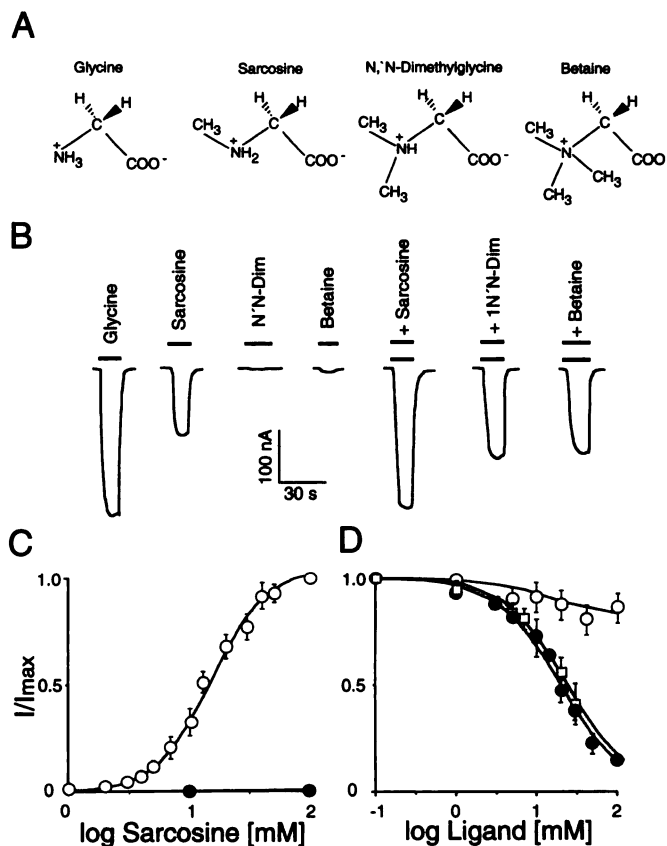 A
Glycine
Sarcosine
N,`N-Dimethylglycine
Betaine
H H C +NH3 COO-
H H C CH3 +NH2 COO-
H H C CH3 +NH CH3 COO-
H H C CH3 N+ CH3 CH3 COO
B
Glycine
Sarcosine
N´N-Dim
Betaine
+ Sarcosine
+ 1N´N-Dim
+ Betaine
100 nA
30 s
C
I/Imax
1.0
0.5
0
0 1 2
log Sarcosine [mM]
D
1.0
0.5
0
-1 0 1 2
log Ligand [mM]